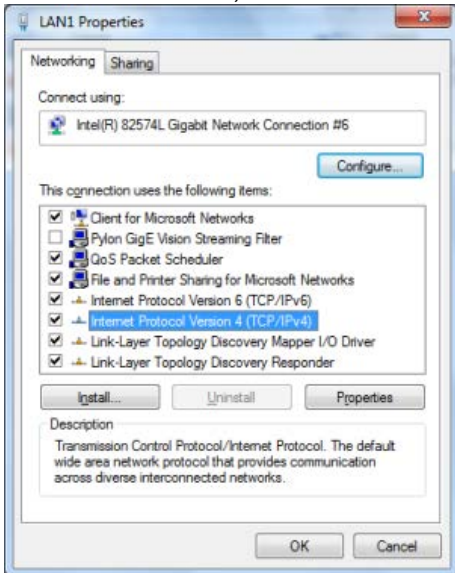 LAN1 Properties
Networking Sharing
Connect using:
Intel(R) 82574L Gigabit Network Connection #6
Configure...
This connection uses the following items:
Client for Microsoft Networks
Pylon GigE Vision Streaming Filter
QoS Packet Scheduler
File and Printer Sharing for Microsoft Networks
Internet Protocol Version 6 (TCP/IPv6)
Internet Protocol Version 4 (TCP/IPv4)
Link-Layer Topology Discovery Mapper I/O Driver
Link-Layer Topology Discovery Responder
Install... Uninstall Properties
Description
Transmission Control Protocol/Internet Protocol. The default
wide area network protocol that provides communication
across diverse interconnected networks.
OK Cancel